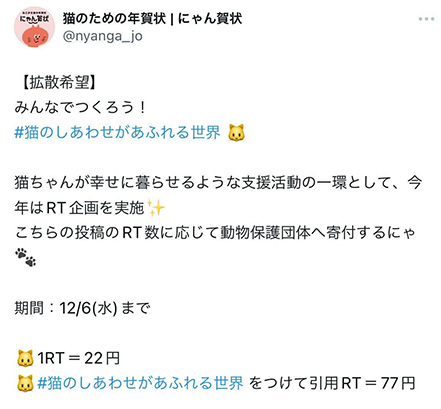 猫のための年賀状 | にゃん賀状
@nyanga_jo
にゃん賀状
【拡散希望】
みんなでつくろう！
#猫のしあわせがあふれる世界 🐱
猫ちゃんが幸せに暮らせるような支援活動の一環として、今
年はRT企画を実施✨
こちらの投稿のRT数に応じて動物保護団体へ寄付するにゃ
🐾
期間：12/6(水)まで
🐱1RT＝22円
🐱#猫のしあわせがあふれる世界 をつけて引用RT＝77円